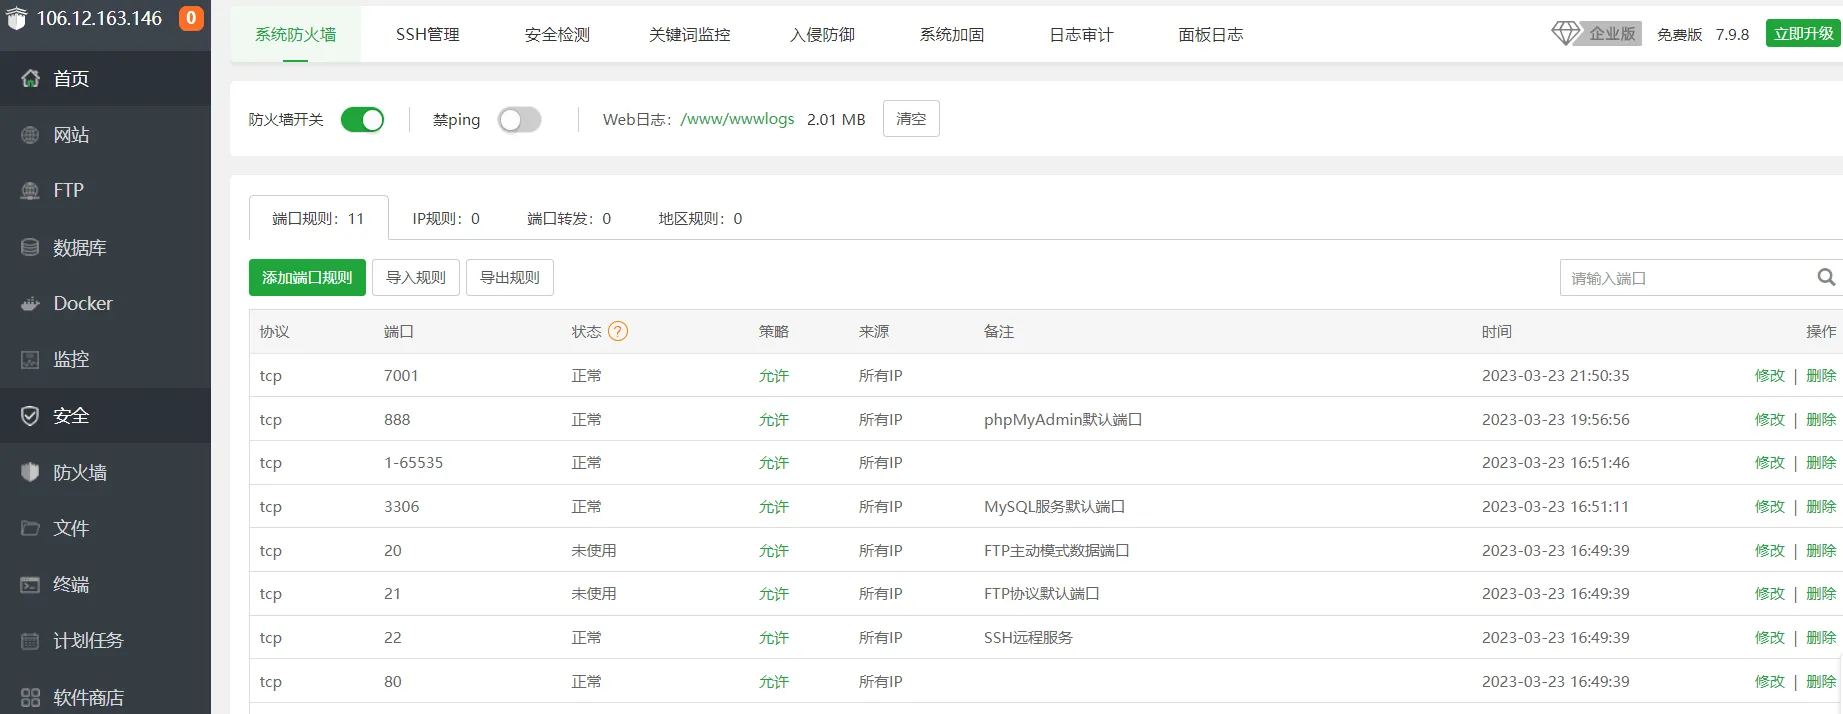 106.12.163.146 0
首页
网站
FTP
数据库
Docker
监控
安全
防火墙
文件
终端
计划任务
软件商店
系统防火墙 SSH管理 安全检测 关键词监控 入侵防御 系统加固 日志审计 面板日志 企业版 免费版 7.9.8 立即升级
防火墙开关 禁ping Web日志：/www/wwwlogs 2.01 MB 清空
端口规则：11 IP规则：0 端口转发：0 地区规则：0
添加端口规则 导入规则 导出规则 请输入端口
协议 端口 状态 ? 策略 来源 备注 时间 操作
tcp 7001 正常 允许 所有IP 2023-03-23 21:50:35 修改 | 删除
tcp 888 正常 允许 所有IP phpMyAdmin默认端口 2023-03-23 19:56:56 修改 | 删除
tcp 1-65535 正常 允许 所有IP 2023-03-23 16:51:46 修改 | 删除
tcp 3306 正常 允许 所有IP MySQL服务默认端口 2023-03-23 16:51:11 修改 | 删除
tcp 20 未使用 允许 所有IP FTP主动模式数据端口 2023-03-23 16:49:39 修改 | 删除
tcp 21 未使用 允许 所有IP FTP协议默认端口 2023-03-23 16:49:39 修改 | 删除
tcp 22 正常 允许 所有IP SSH远程服务 2023-03-23 16:49:39 修改 | 删除
tcp 80 正常 允许 所有IP 2023-03-23 16:49:39 修改 | 删除